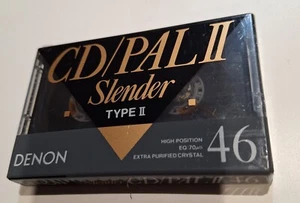 CD/PAL II
Slender
TYPE II
HIGH POSITION
EQ:70μs
EXTRA PURIFIED CRYSTAL
46
DENON